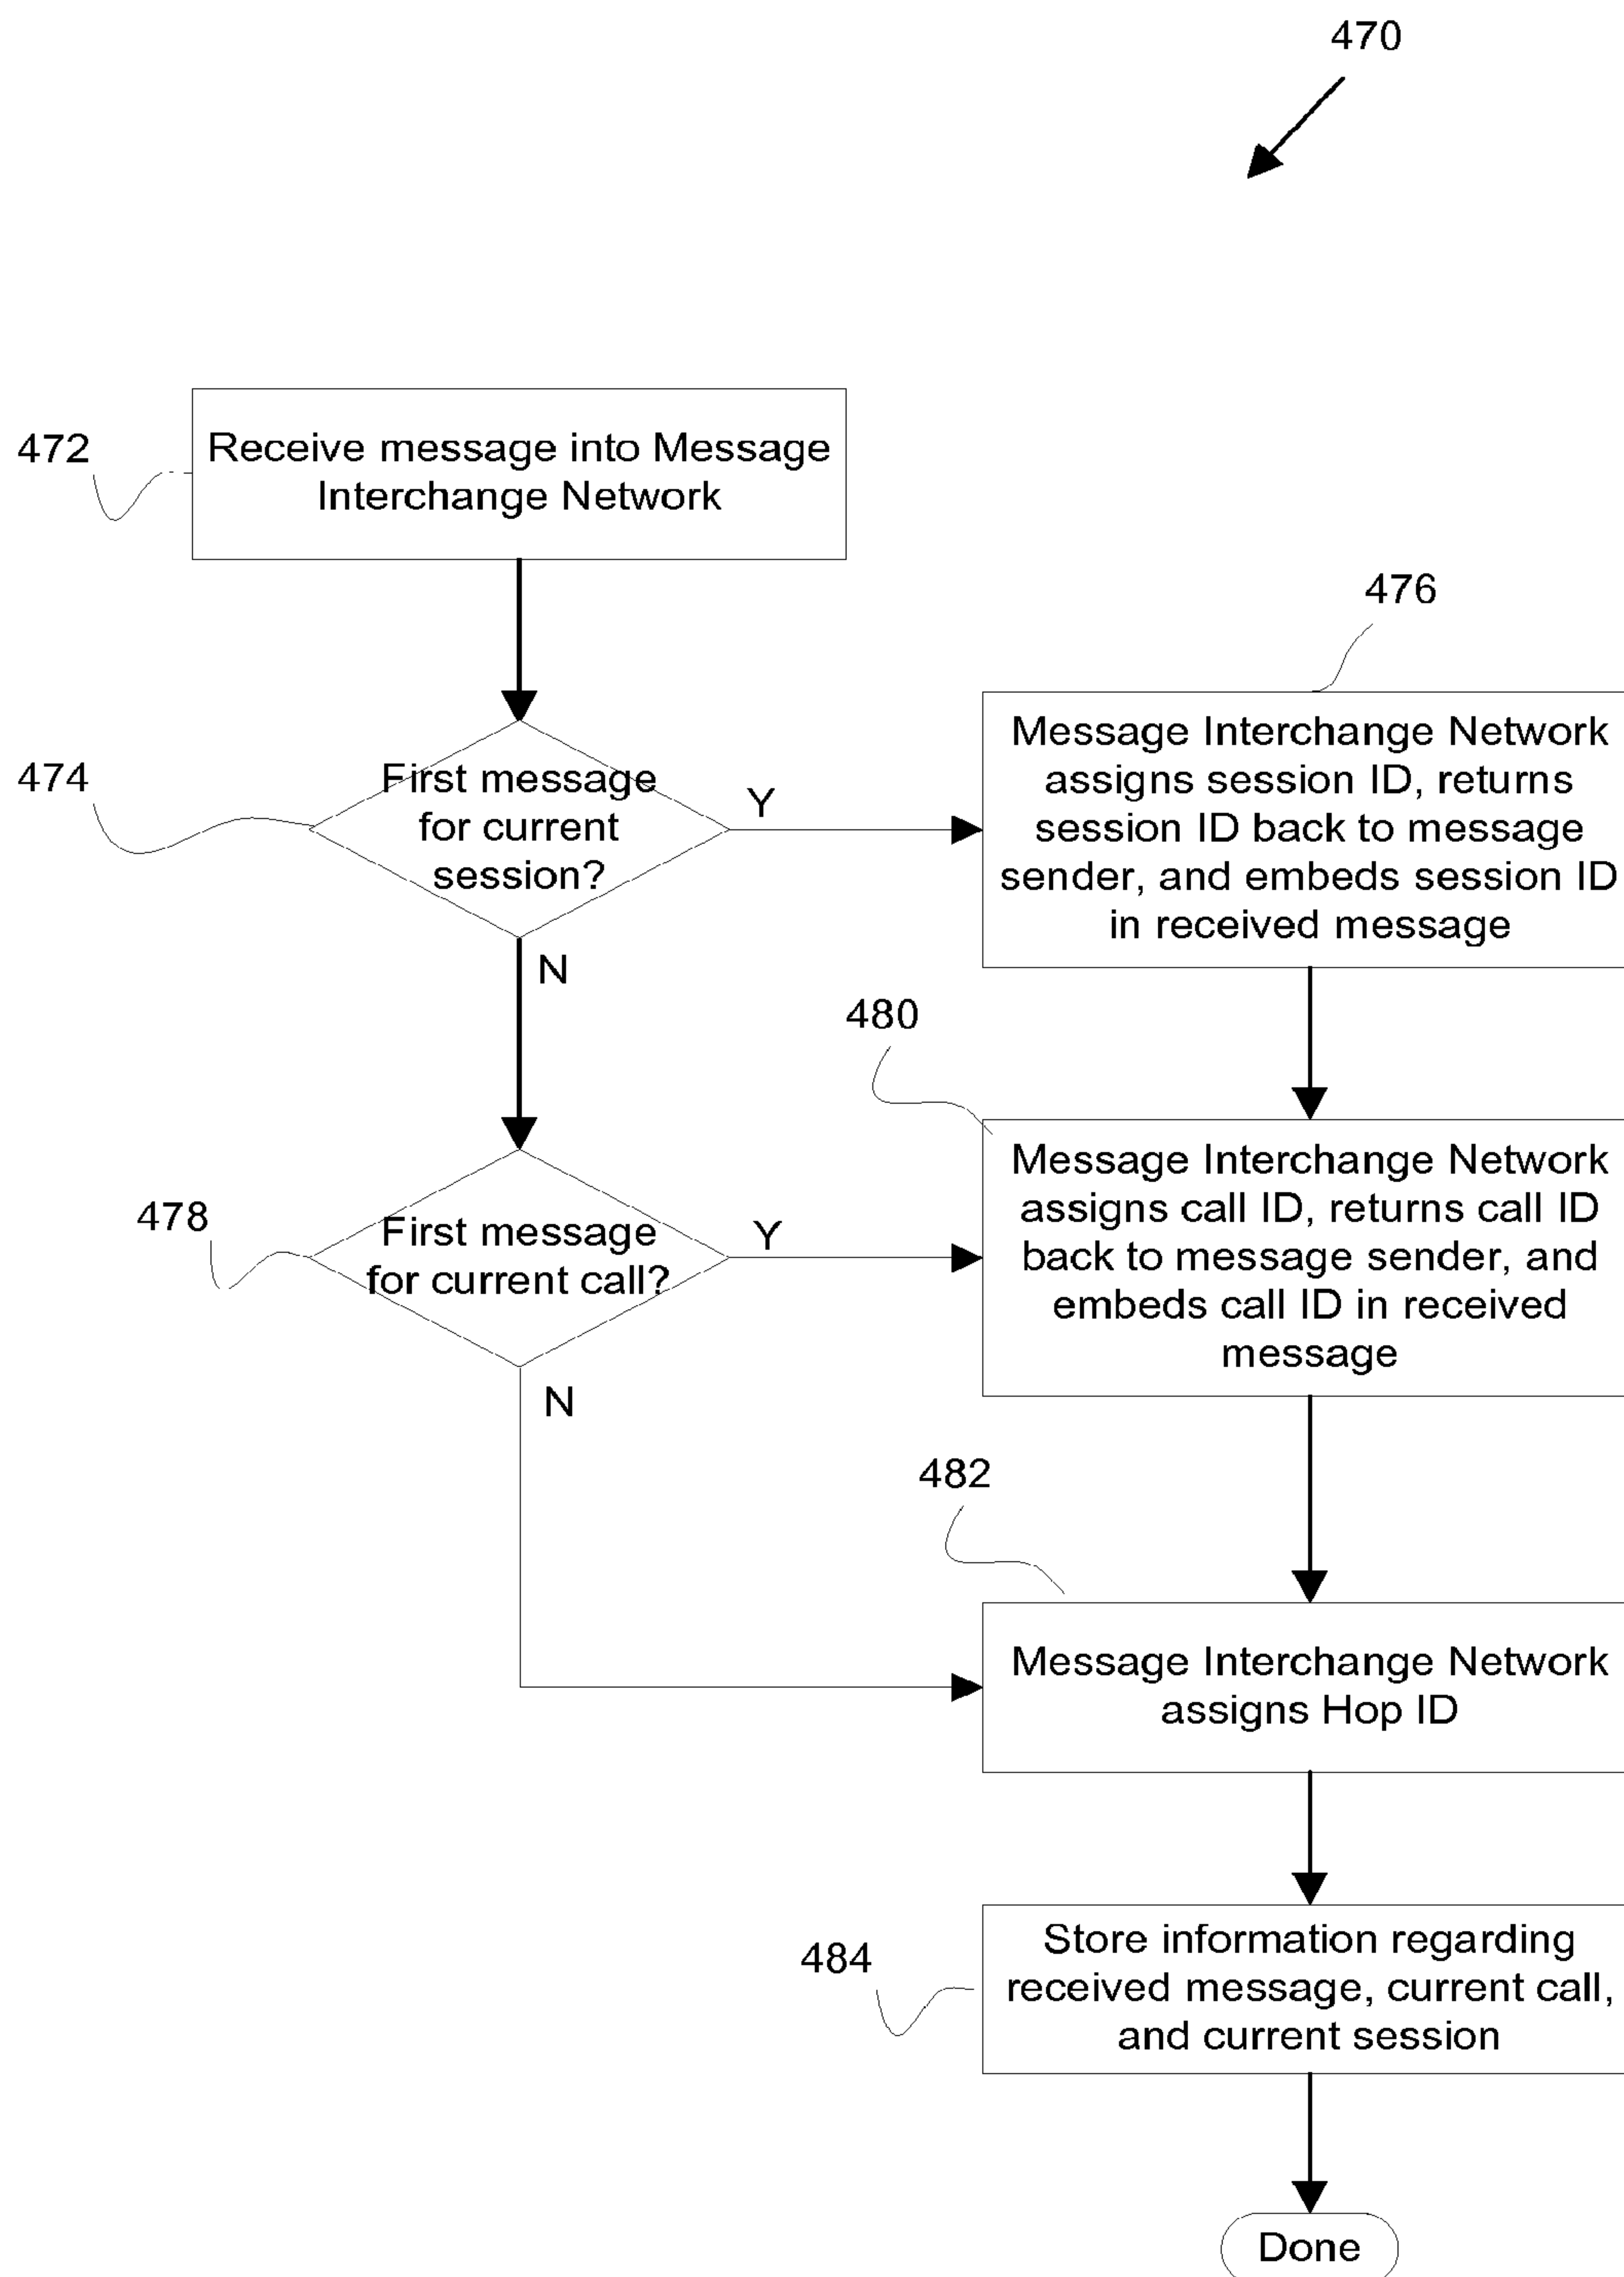 470
472
Receive message into Message
Interchange Network
476
474
First message
for current
session?
Y
N
Message Interchange Network
assigns session ID, returns
session ID back to message
sender, and embeds session ID
in received message
480
478
First message
for current call?
Y
N
Message Interchange Network
assigns call ID, returns call ID
back to message sender, and
embeds call ID in received
message
482
Message Interchange Network
assigns Hop ID
484
Store information regarding
received message, current call,
and current session
Done